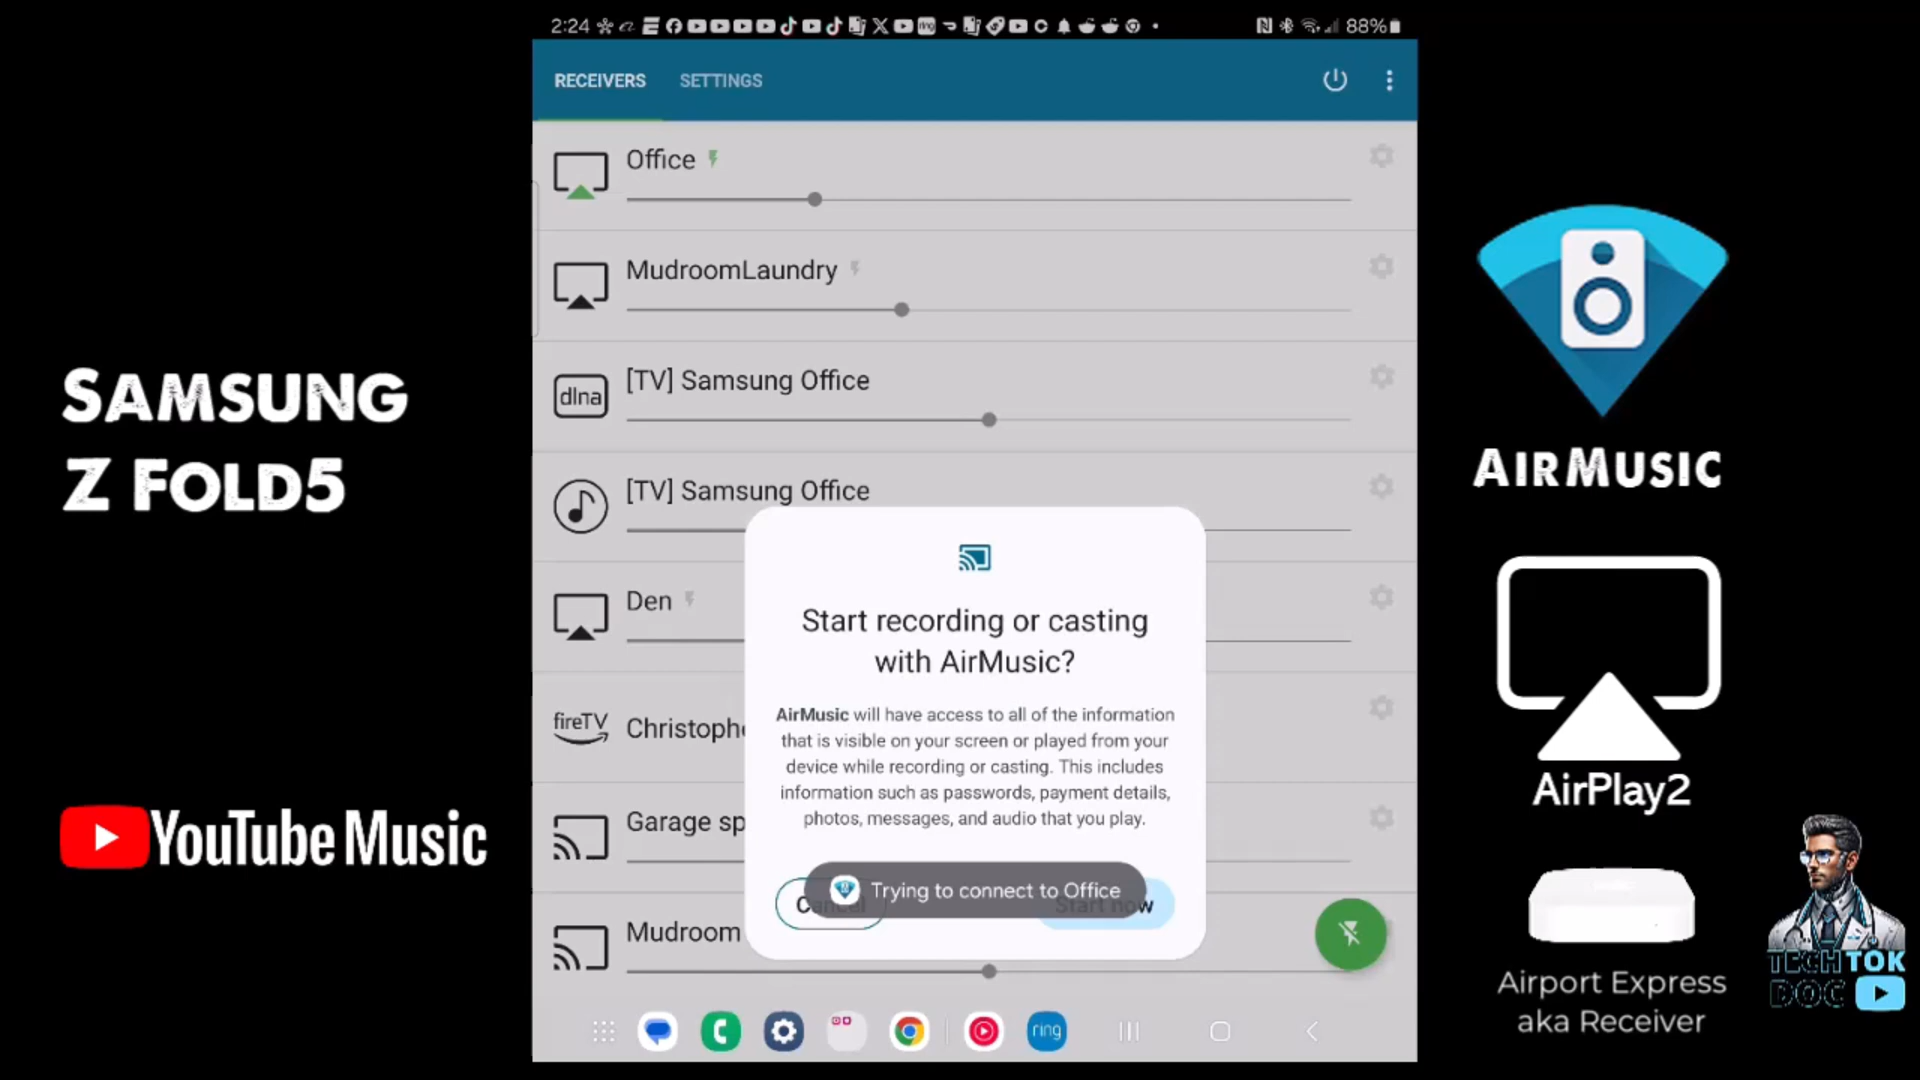 2:24
88%
RECEIVERS SETTINGS
Office
MudroomLaundry
dlna [TV] Samsung Office
[TV] Samsung Office
Den
fireTV
Garage sp
Mudroom
Start recording or casting
with AirMusic?
AirMusic will have access to all of the information
that is visible on your screen or played from your
device while recording or casting. This includes
information such as passwords, payment details,
photos, messages, and audio that you play.
Trying to connect to Office
Cancel Start now
ring
SAMSUNG
Z FOLD5
YouTube Music
AIRMUSIC
AirPlay2
Airport Express
aka Receiver
TECHTOK
DOC